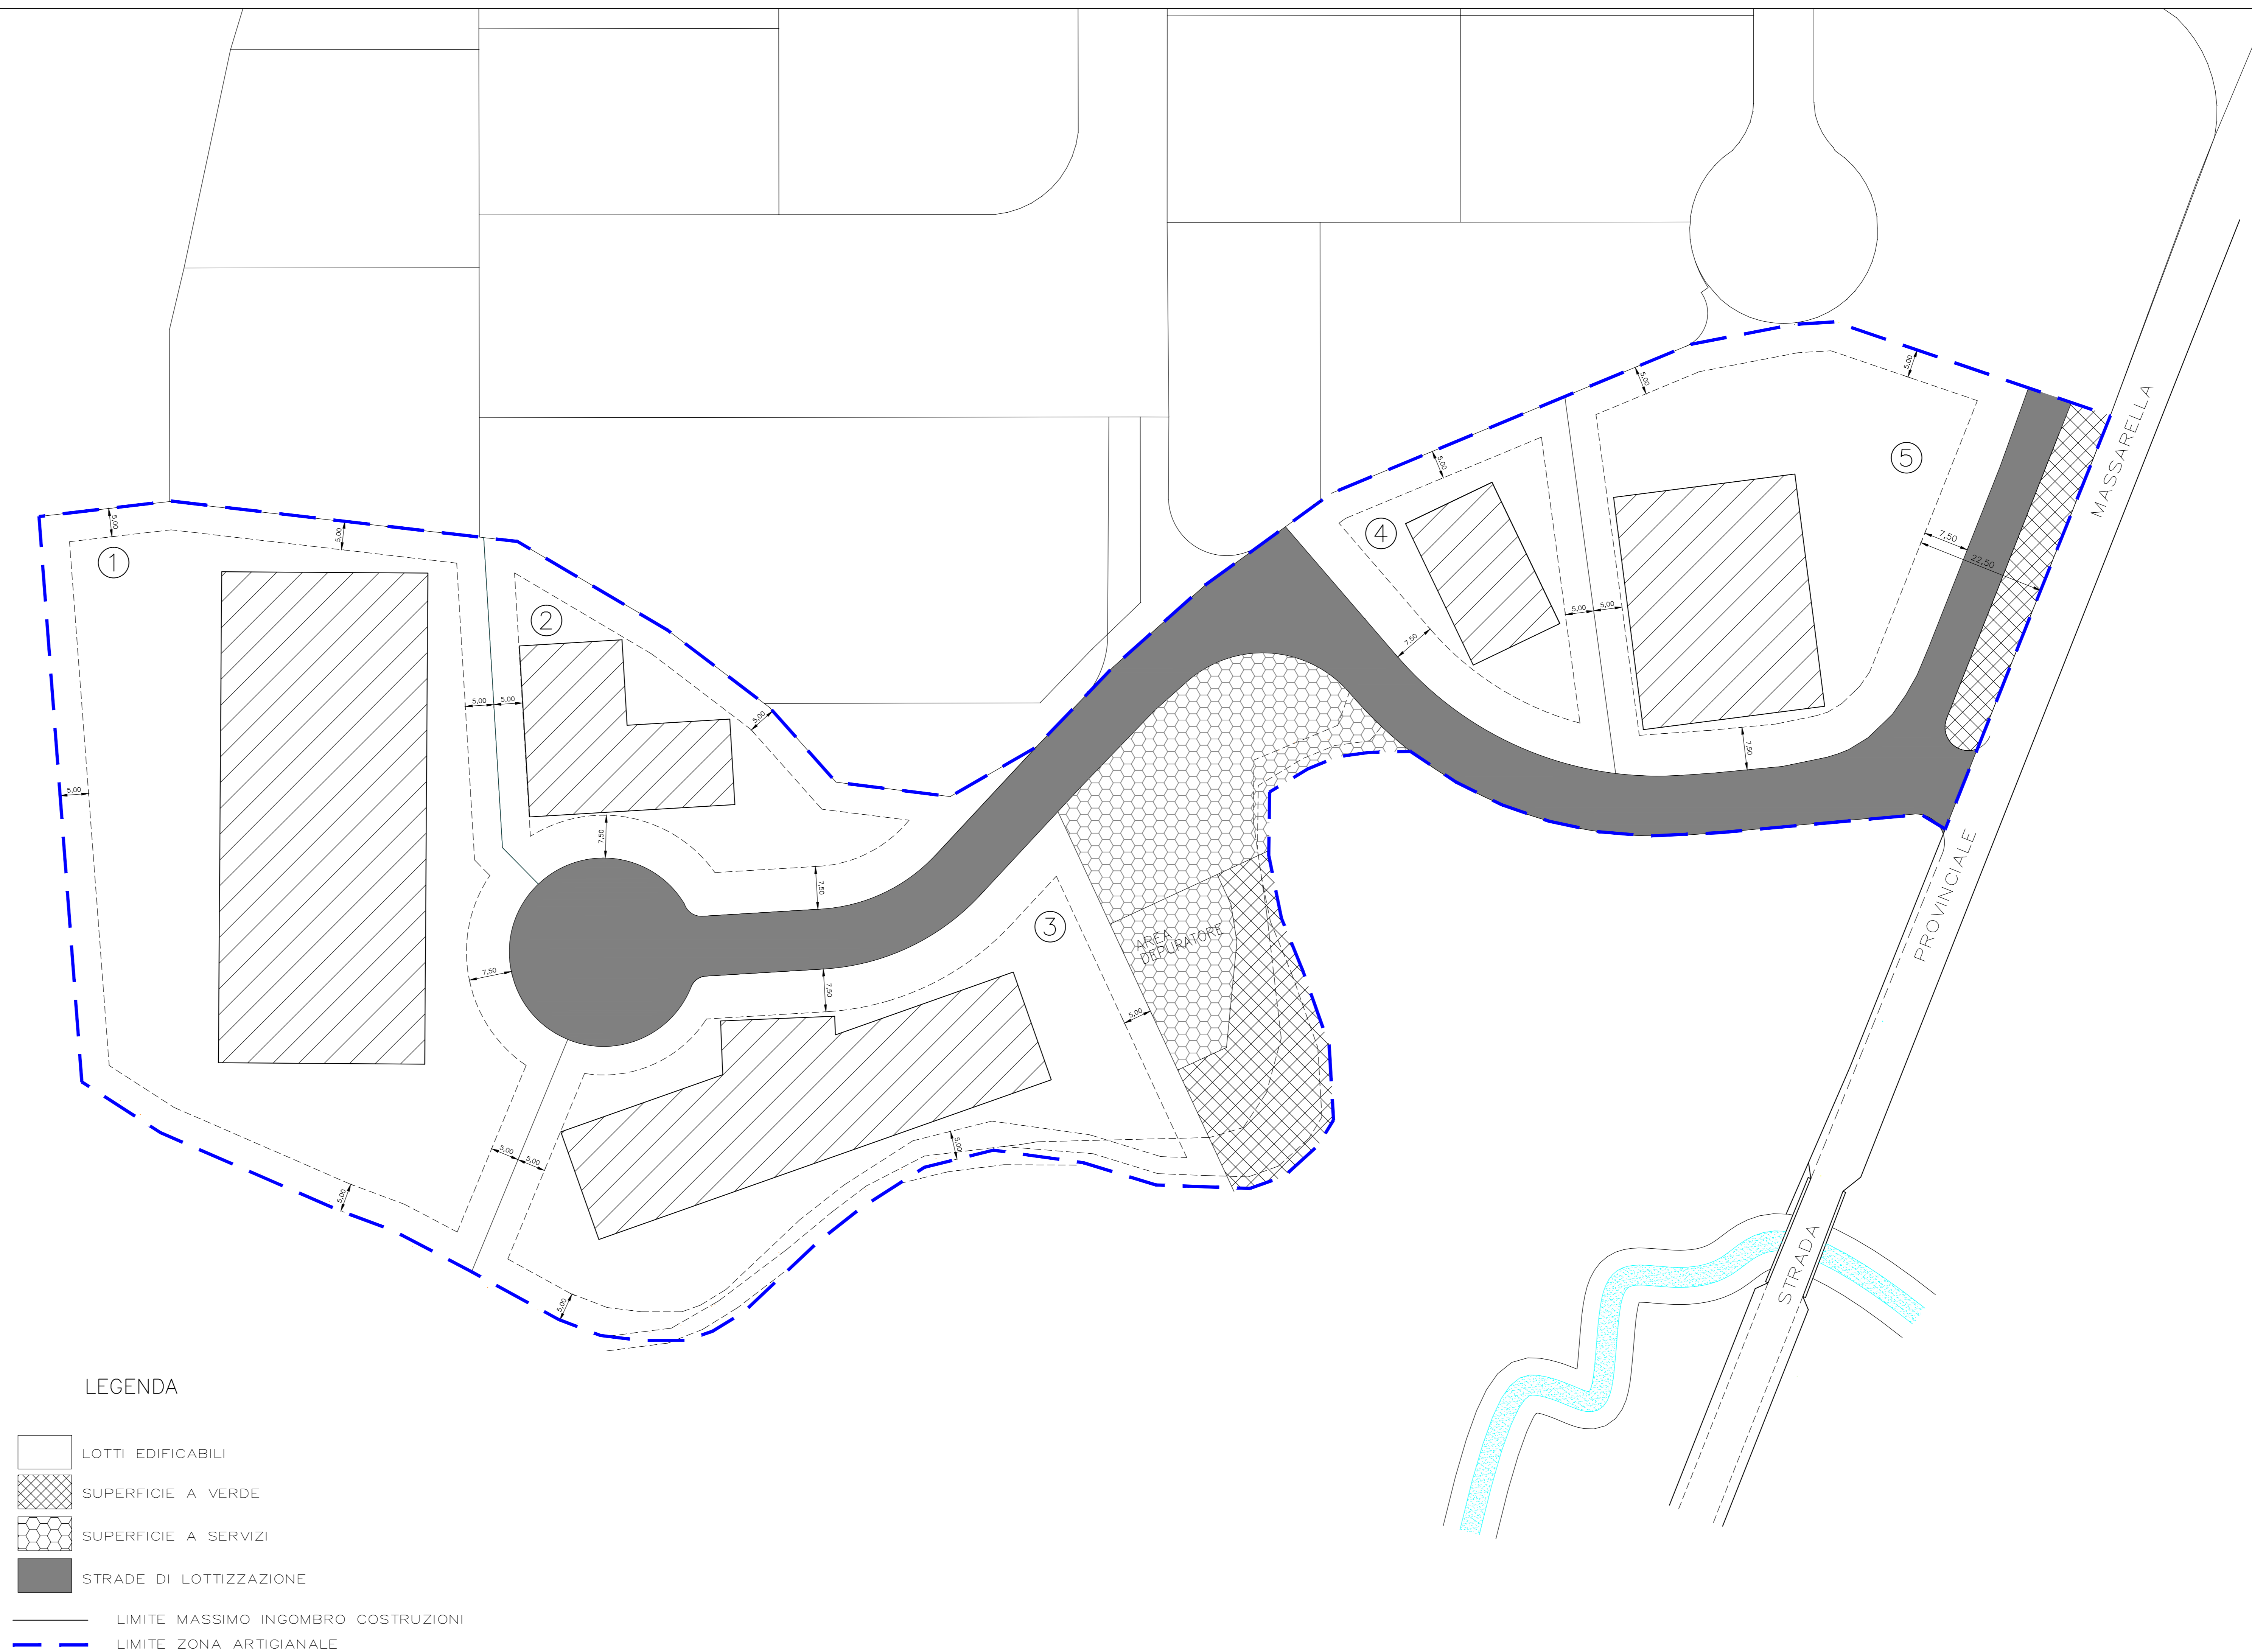 5,00
5,00
1
2
5,00
5,00
5,00
5,00
7,50
7,50
7,50
7,50
3
AREA
DEPURATORE
5,00
5,00
5,00
5,00
5,00
5,00
5,00
4
5,00
5,00
7,50
5,00
5,00
5
5,00
7,50
22,50
7,50
STRADA
PROVINCIALE
MASSARELLA
LEGENDA
LOTTI EDIFICABILI
SUPERFICIE A VERDE
SUPERFICIE A SERVIZI
STRADE DI LOTTIZZAZIONE
LIMITE MASSIMO INGOMBRO COSTRUZIONI
LIMITE ZONA ARTIGIANALE